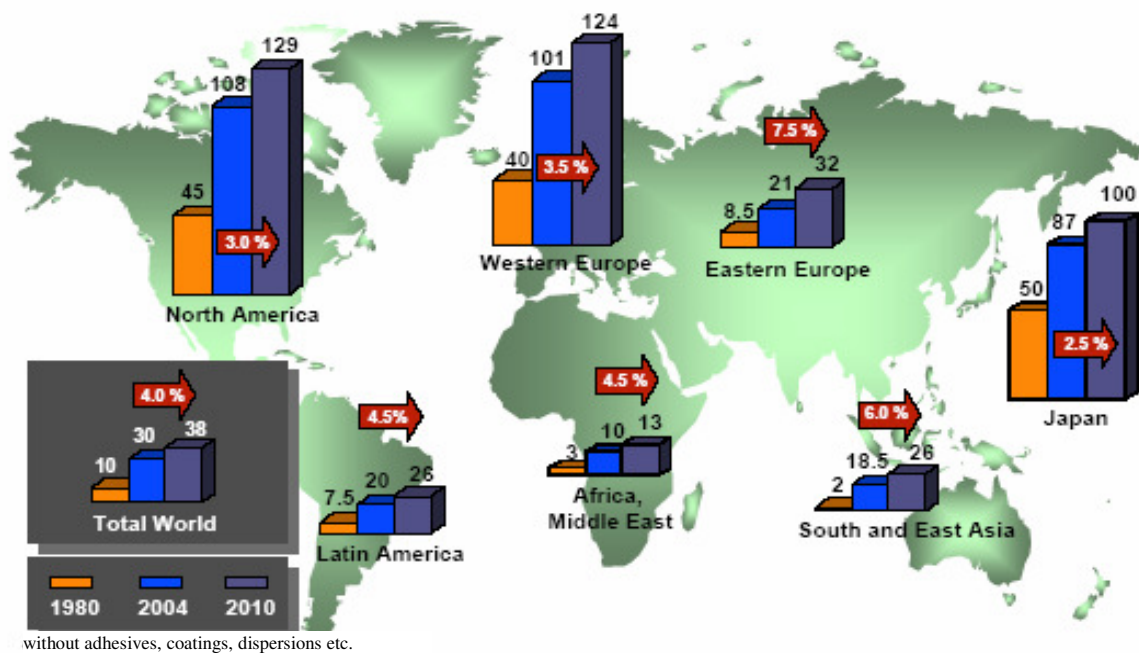 129
108
45
3.0 %
North America
124
101
40
3.5 %
Western Europe
7.5 %
32
21
8.5
Eastern Europe
100
87
50
2.5 %
Japan
4.0 %
38
30
10
Total World
4.5%
26
20
7.5
Latin America
4.5 %
13
10
3
Africa,
Middle East
6.0 %
26
18.5
2
South and East Asia
1980 2004 2010
without adhesives, coatings, dispersions etc.